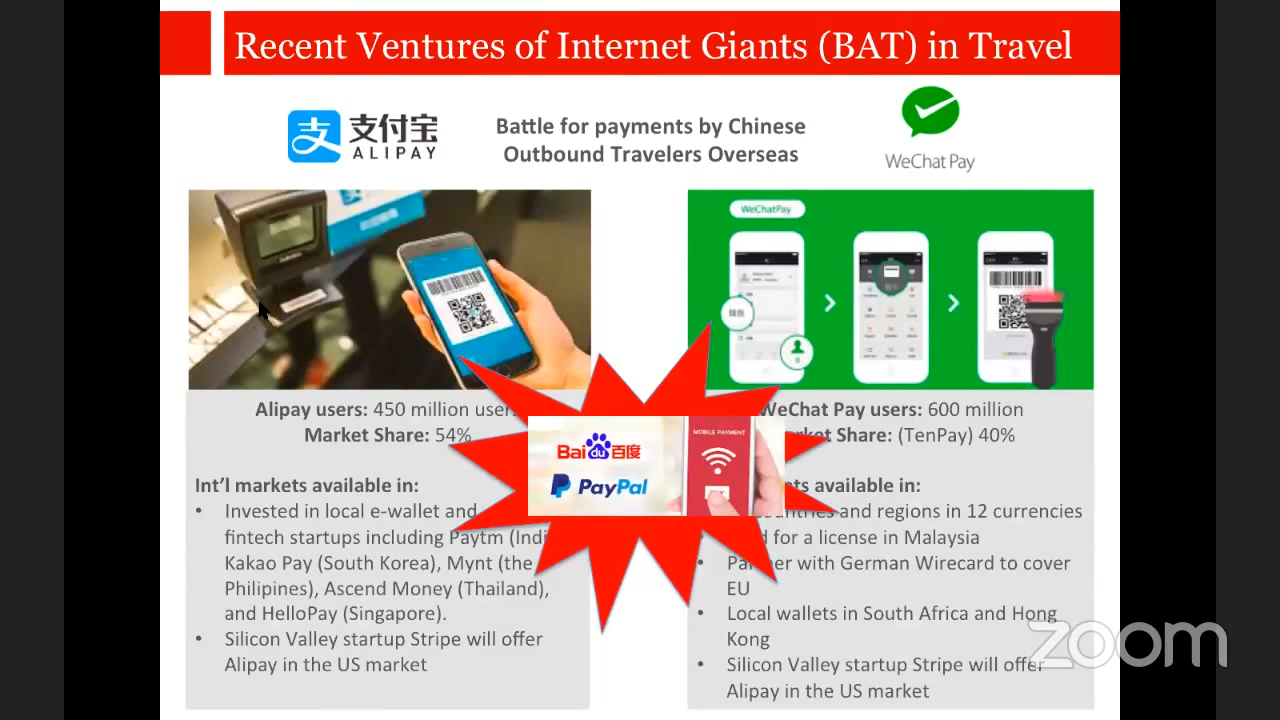 Recent Ventures of Internet Giants (BAT) in Travel
支付宝
ALIPAY
Battle for payments by Chinese
Outbound Travelers Overseas
WeChat Pay
WeChatPay
Alipay users: 450 million
Market Share: 54%
Int'l markets available in:
• Invested in local e-wallet and
fintech startups including Paytm
Kakao Pay (South Korea), Mynt (the
Philipines), Ascend Money (Thailand),
and HelloPay (Singapore).
• Silicon Valley startup Stripe will offer
Alipay in the US market
Baidu百度
PayPal
MOBILE PAYMENT
WeChat Pay users: 600 million
Share: (TenPay) 40%
available in:
and regions in 12 currencies
for a license in Malaysia
• with German Wirecard to cover
EU
• Local wallets in South Africa and Hong
Kong
• Silicon Valley startup Stripe will offer
Alipay in the US market
zoom